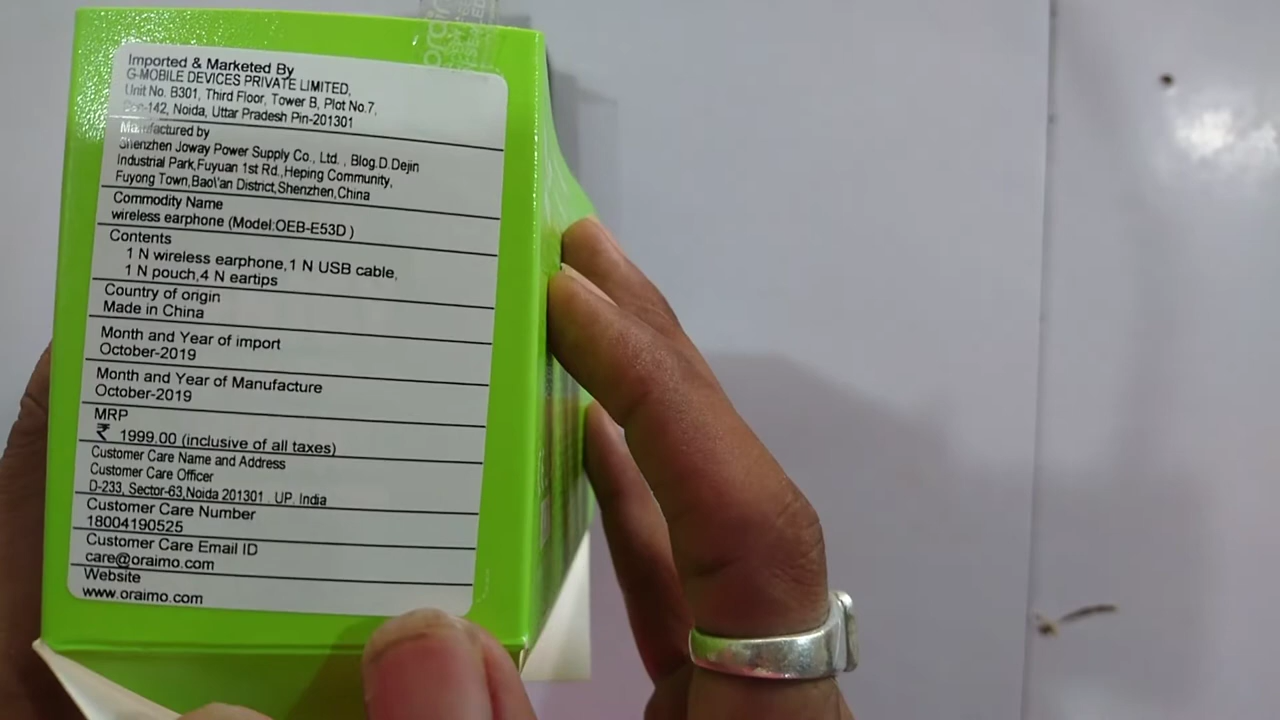 oraimo
Imported & Marketed By
G-MOBILE DEVICES PRIVATE LIMITED,
Unit No. B301, Third Floor, Tower B, Plot No.7,
Sec-142, Noida, Uttar Pradesh Pin-201301
Manufactured by
Shenzhen Joway Power Supply Co., Ltd. , Blog.D.Dejin
Industrial Park,Fuyuan 1st Rd.,Heping Community,
Fuyong Town,Bao\'an District,Shenzhen,China
Commodity Name
wireless earphone (Model:OEB-E53D )
Contents
1 N wireless earphone,1 N USB cable,
1 N pouch,4 N eartips
Country of origin
Made in China
Month and Year of import
October-2019
Month and Year of Manufacture
October-2019
MRP
₹ 1999.00 (inclusive of all taxes)
Customer Care Name and Address
Customer Care Officer
D-233, Sector-63,Noida 201301 . UP. India
Customer Care Number
18004190525
Customer Care Email ID
care@oraimo.com
Website
www.oraimo.com